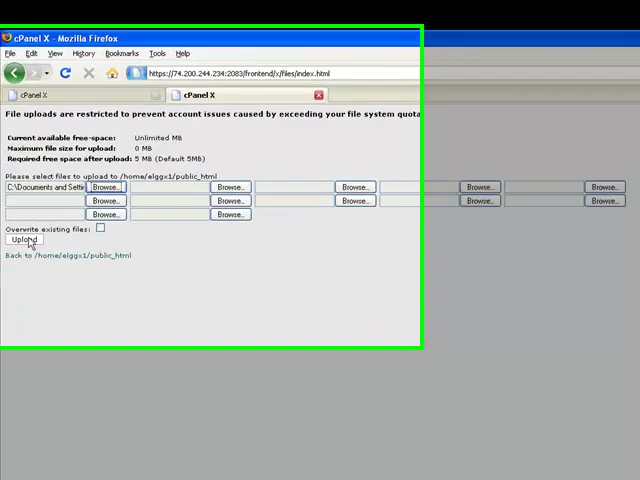 cPanel X - Mozilla Firefox
File Edit View History Bookmarks Tools Help
https://74.200.244.234:2083/frontend/x/files/index.html
cPanel X cPanel X
File uploads are restricted to prevent account issues caused by exceeding your file system quota
Current available free-space: Unlimited MB
Maximum file size for upload: 0 MB
Required free space after upload: 5 MB (Default 5MB)
Please select files to upload to /home/elggx1/public_html
C:\Documents and Setti Browse... Browse... Browse... Browse... Browse...
Browse... Browse... Browse... Browse... Browse...
Browse... Browse...
Overwrite existing files:
Upload
Back to /home/elggx1/public_html